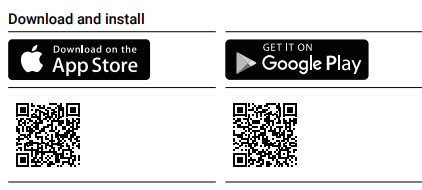 Download and install
Download on the
App Store
GET IT ON
Google Play